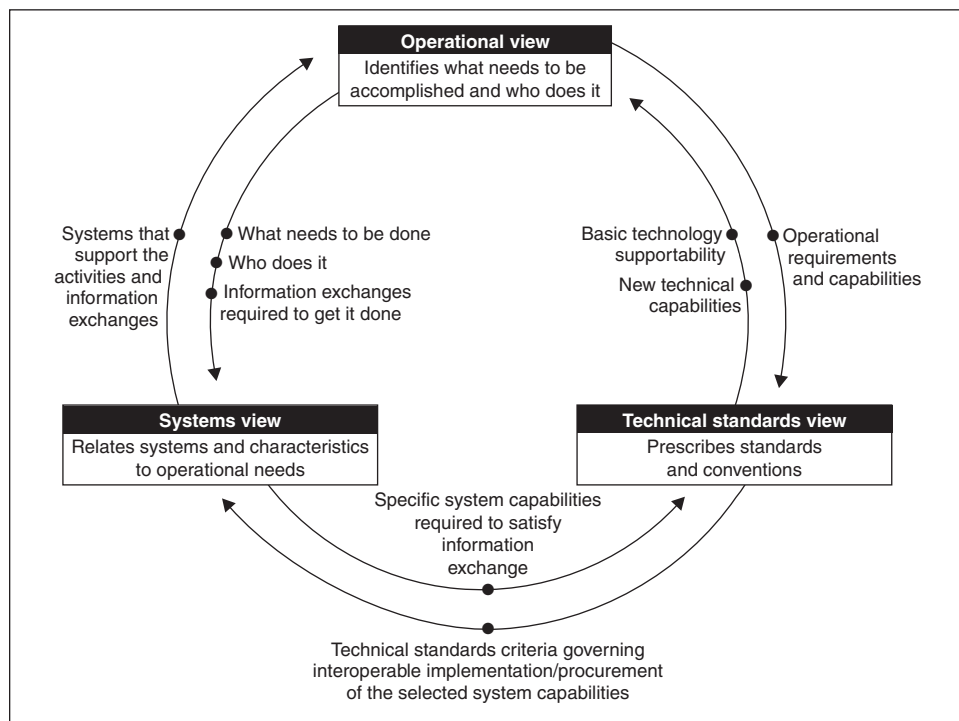 Operational view
Identifies what needs to be
accomplished and who does it
Systems that
support the
activities and
information
exchanges
What needs to be done
Who does it
Information exchanges
required to get it done
Basic technology
supportability
New technical
capabilities
Operational
requirements
and capabilities
Systems view
Relates systems and characteristics
to operational needs
Technical standards view
Prescribes standards
and conventions
Specific system capabilities
required to satisfy
information
exchange
Technical standards criteria governing
interoperable implementation/procurement
of the selected system capabilities